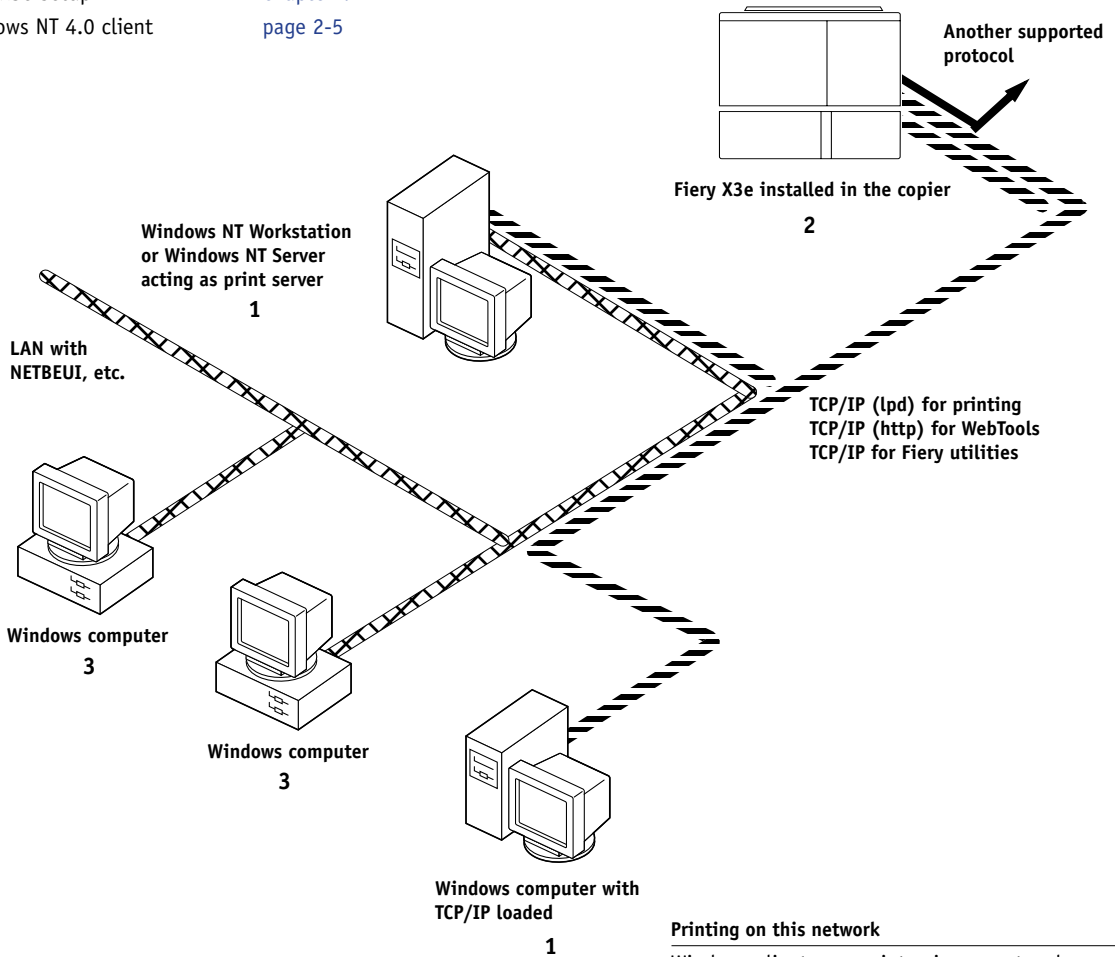 ows NT 4.0 client page 2-5
Another supported
protocol
Fiery X3e installed in the copier
2
Windows NT Workstation
or Windows NT Server
acting as print server
1
LAN with
NETBEUI, etc.
TCP/IP (lpd) for printing
TCP/IP (http) for WebTools
TCP/IP for Fiery utilities
Windows computer
3
Windows computer
3
Windows computer with
TCP/IP loaded
1
Printing on this network